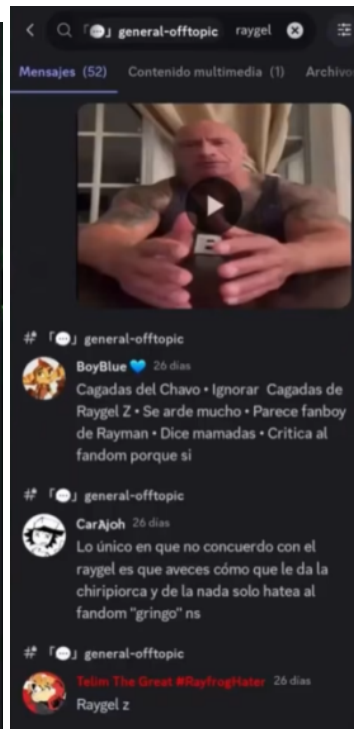 「💬」general-offtopic raygel
Mensajes (52) Contenido multimedia (1) Archivo
E
# 「💬」general-offtopic
BoyBlue 💙 26 días
Cagadas del Chavo • Ignorar Cagadas de
Raygel Z • Se arde mucho • Parece fanboy
de Rayman • Dice mamadas • Critica al
fandom porque si
# 「💬」general-offtopic
CarAjoh 26 días
Lo único en que no concuerdo con el
raygel es que aveces cómo que le da la
chiripiorca y de la nada solo hatea al
fandom "gringo" ns
# 「💬」general-offtopic
Telim The Great #RayfrogHater 26 días
Raygel z